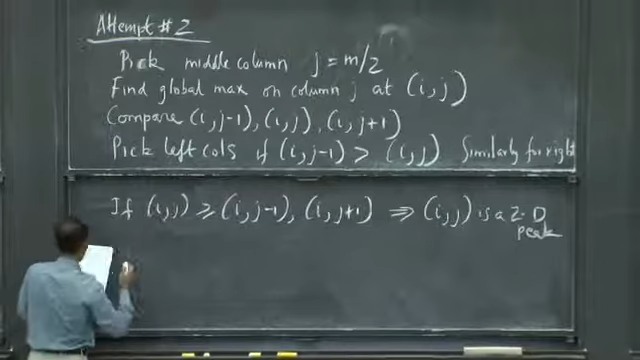 Attempt #2
Pick middle column j = m/2
Find global max on column j at (i,j)
Compare (i,j-1), (i,j), (i,j+1)
Pick left cols if (i,j-1) > (i,j) Similarly for right
If (i,j) ≥ (i,j-1), (i,j+1) ⇒ (i,j) is a 2-D
peak